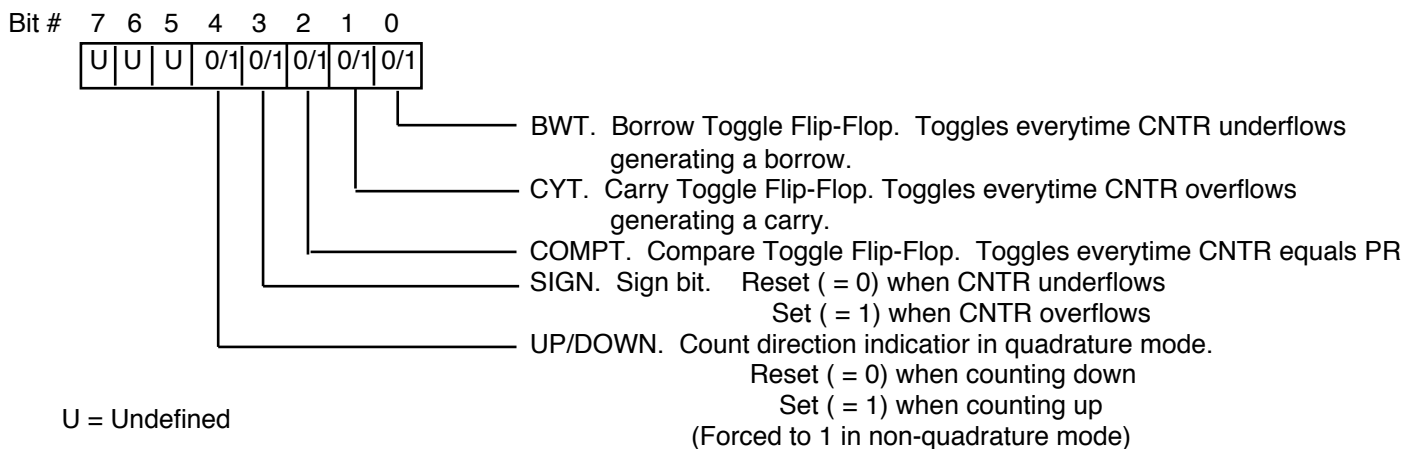 Bit # 7 6 5 4 3 2 1 0
U U U 0/1 0/1 0/1 0/1 0/1
BWT. Borrow Toggle Flip-Flop. Toggles everytime CNTR underflows
generating a borrow.
CYT. Carry Toggle Flip-Flop. Toggles everytime CNTR overflows
generating a carry.
COMPT. Compare Toggle Flip-Flop. Toggles everytime CNTR equals PR
SIGN. Sign bit. Reset ( = 0) when CNTR underflows
Set ( = 1) when CNTR overflows
UP/DOWN. Count direction indicatior in quadrature mode.
Reset ( = 0) when counting down
Set ( = 1) when counting up
U = Undefined
(Forced to 1 in non-quadrature mode)